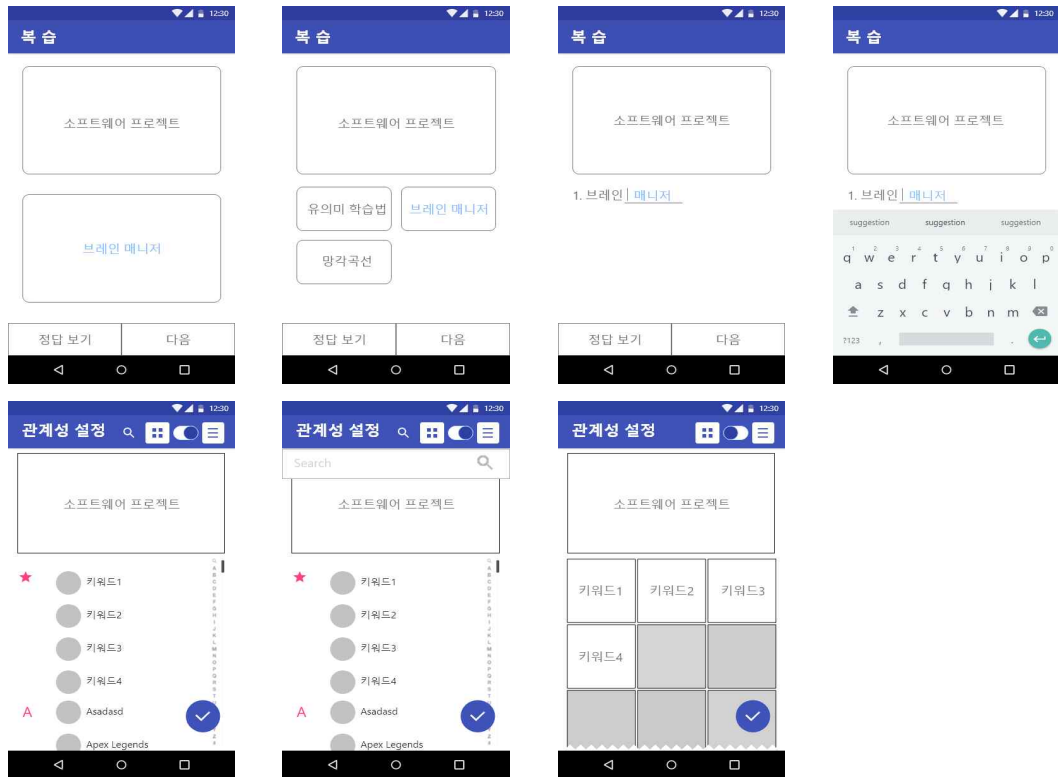 12:30
복 습
소프트웨어 프로젝트
브레인 매니저
정답 보기 다음
12:30
복 습
소프트웨어 프로젝트
유의미 학습법 브레인 매니저
망각곡선
정답 보기 다음
12:30
복 습
소프트웨어 프로젝트
1. 브레인 매니저
정답 보기 다음
12:30
복 습
소프트웨어 프로젝트
1. 브레인 매니저
suggestion suggestion suggestion
1 2 3 4 5 6 7 8 9 0
q w e r t y u i o p
a s d f g h j k l
z x c v b n m
?123 , .
12:30
관계성 설정
소프트웨어 프로젝트
키워드1
키워드2
키워드3
키워드4
A Asadasd
Apex Legends
12:30
관계성 설정
Search
소프트웨어 프로젝트
키워드1
키워드2
키워드3
키워드4
A Asadasd
Apex Legends
12:30
관계성 설정
소프트웨어 프로젝트
키워드1 키워드2 키워드3
키워드4